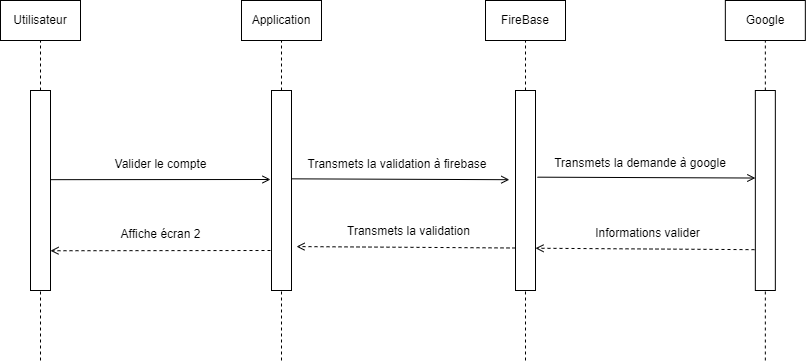 Utilisateur
Application
FireBase
Google
Valider le compte
Transmets la validation à firebase
Transmets la demande à google
Affiche écran 2
Transmets la validation
Informations valider